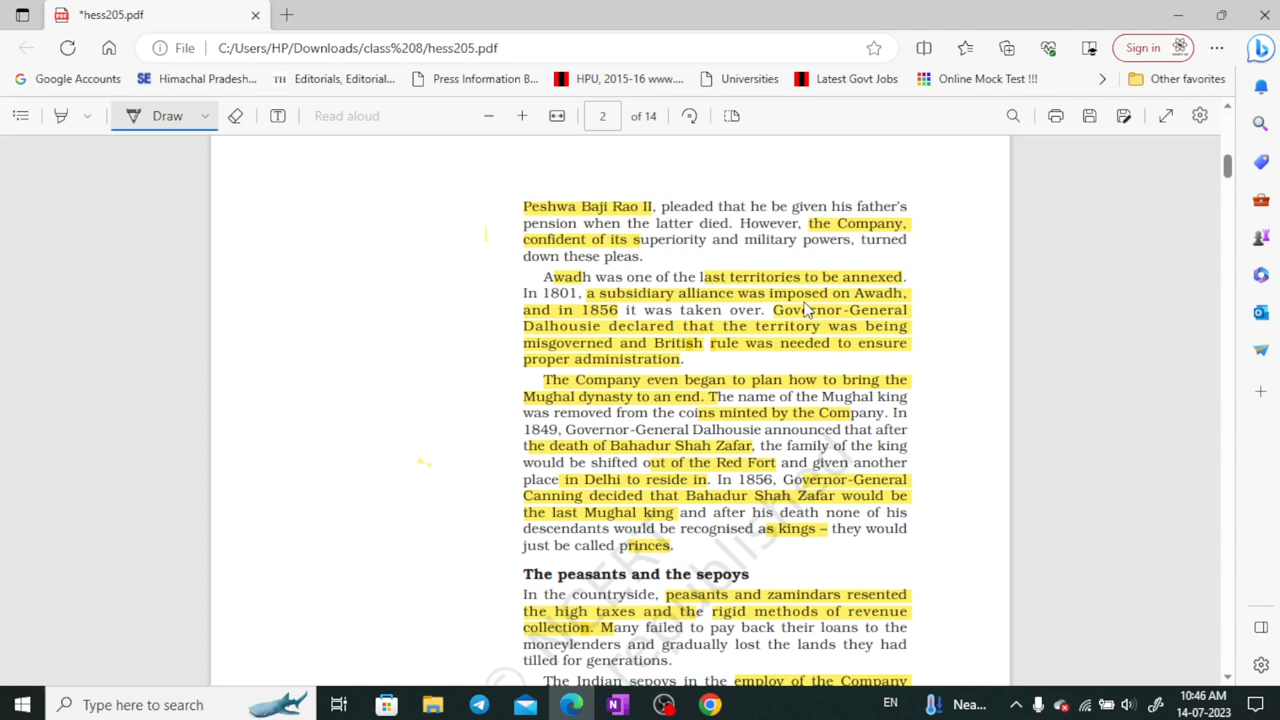 *hess205.pdf
File C:/Users/HP/Downloads/class%208/hess205.pdf Sign in
Google Accounts SE Himachal Pradesh... TH Editorials, Editorial... Press Information B... HPU, 2015-16 www.... Universities Latest Govt Jobs Online Mock Test !!! Other favorites
Draw Read aloud 2 of 14
Peshwa Baji Rao II, pleaded that he be given his father's
pension when the latter died. However, the Company,
confident of its superiority and military powers, turned
down these pleas.
Awadh was one of the last territories to be annexed.
In 1801, a subsidiary alliance was imposed on Awadh,
and in 1856 it was taken over. Governor-General
Dalhousie declared that the territory was being
misgoverned and British rule was needed to ensure
proper administration.
The Company even began to plan how to bring the
Mughal dynasty to an end. The name of the Mughal king
was removed from the coins minted by the Company. In
1849, Governor-General Dalhousie announced that after
the death of Bahadur Shah Zafar, the family of the king
would be shifted out of the Red Fort and given another
place in Delhi to reside in. In 1856, Governor-General
Canning decided that Bahadur Shah Zafar would be
the last Mughal king and after his death none of his
descendants would be recognised as kings – they would
just be called princes.
The peasants and the sepoys
In the countryside, peasants and zamindars resented
the high taxes and the rigid methods of revenue
collection. Many failed to pay back their loans to the
moneylenders and gradually lost the lands they had
tilled for generations.
The Indian sepoys in the employ of the Company
© NCERT
republished
Type here to search Nea... EN 10:46 AM
14-07-2023